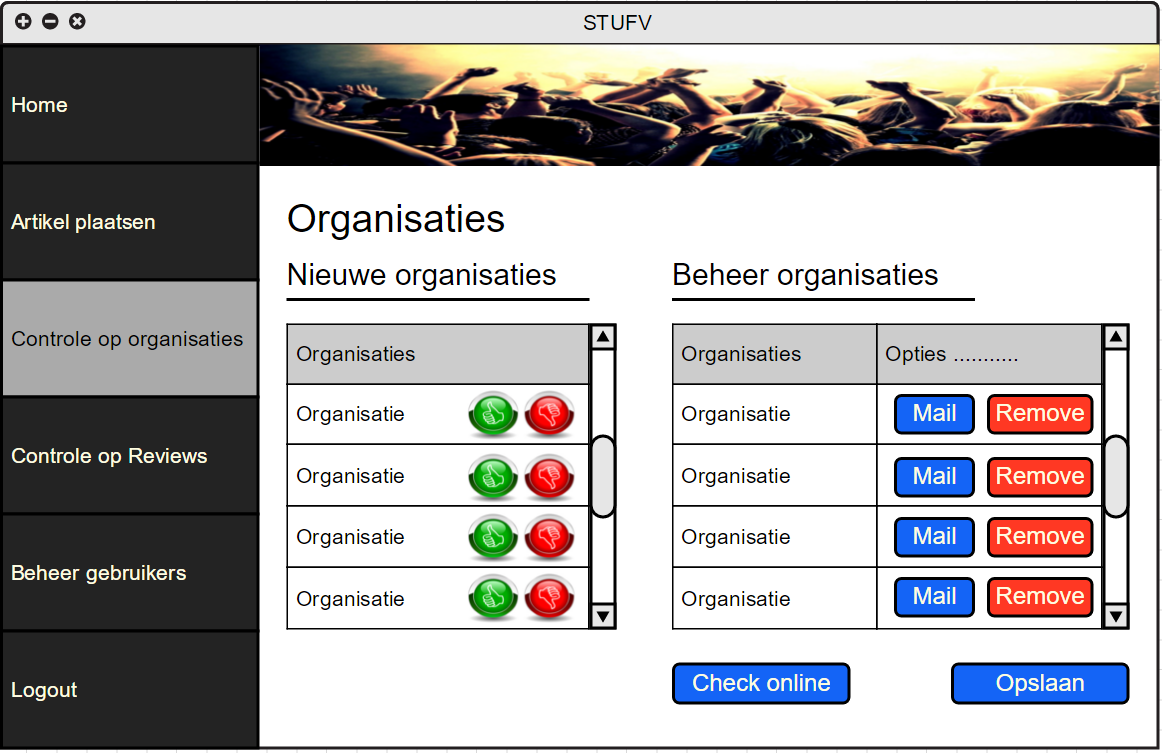 STUFV
Home
Artikel plaatsen
Controle op organisaties
Controle op Reviews
Beheer gebruikers
Logout
Organisaties
Nieuwe organisaties
Organisaties
Organisatie
Organisatie
Organisatie
Organisatie
Beheer organisaties
Organisaties Opties ...........
Organisatie Mail Remove
Organisatie Mail Remove
Organisatie Mail Remove
Organisatie Mail Remove
Check online Opslaan